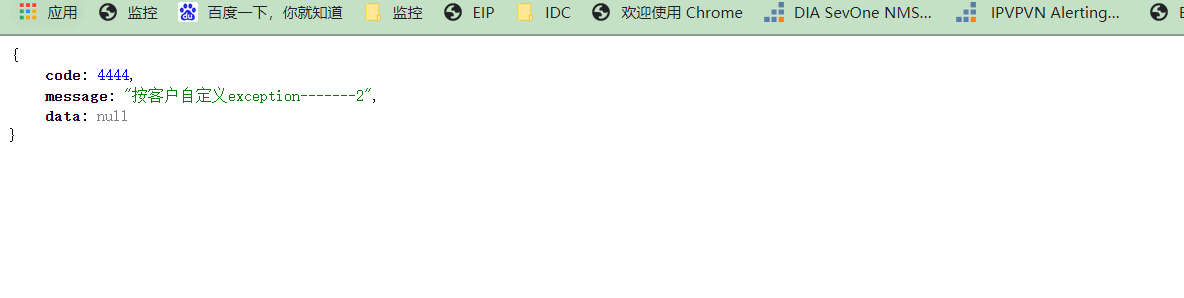 应用 监控 百度一下，你就知道 监控 EIP IDC 欢迎使用 Chrome DIA SevOne NMS... IPVPVN Alerting...
{
code: 4444,
message: "按客户自定义exception-------2",
data: null
}